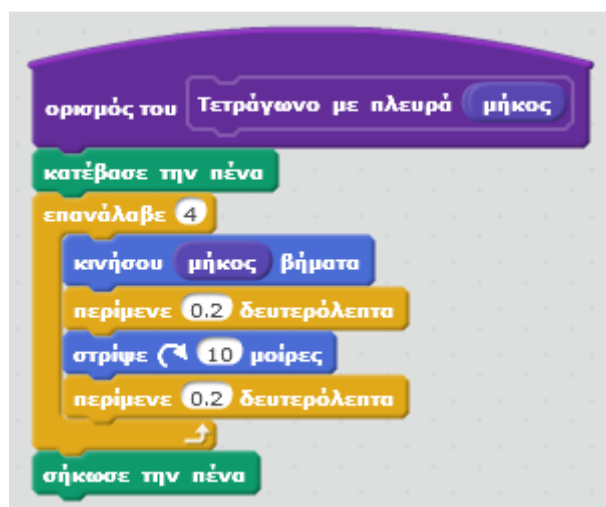 ορισμός του Τετράγωνο με πλευρά μήκος
κατέβασε την πένα
επανάλαβε 4
κινήσου μήκος βήματα
περίμενε 0.2 δευτερόλεπτα
στρίψε 10 μοίρες
περίμενε 0.2 δευτερόλεπτα
σήκωσε την πένα